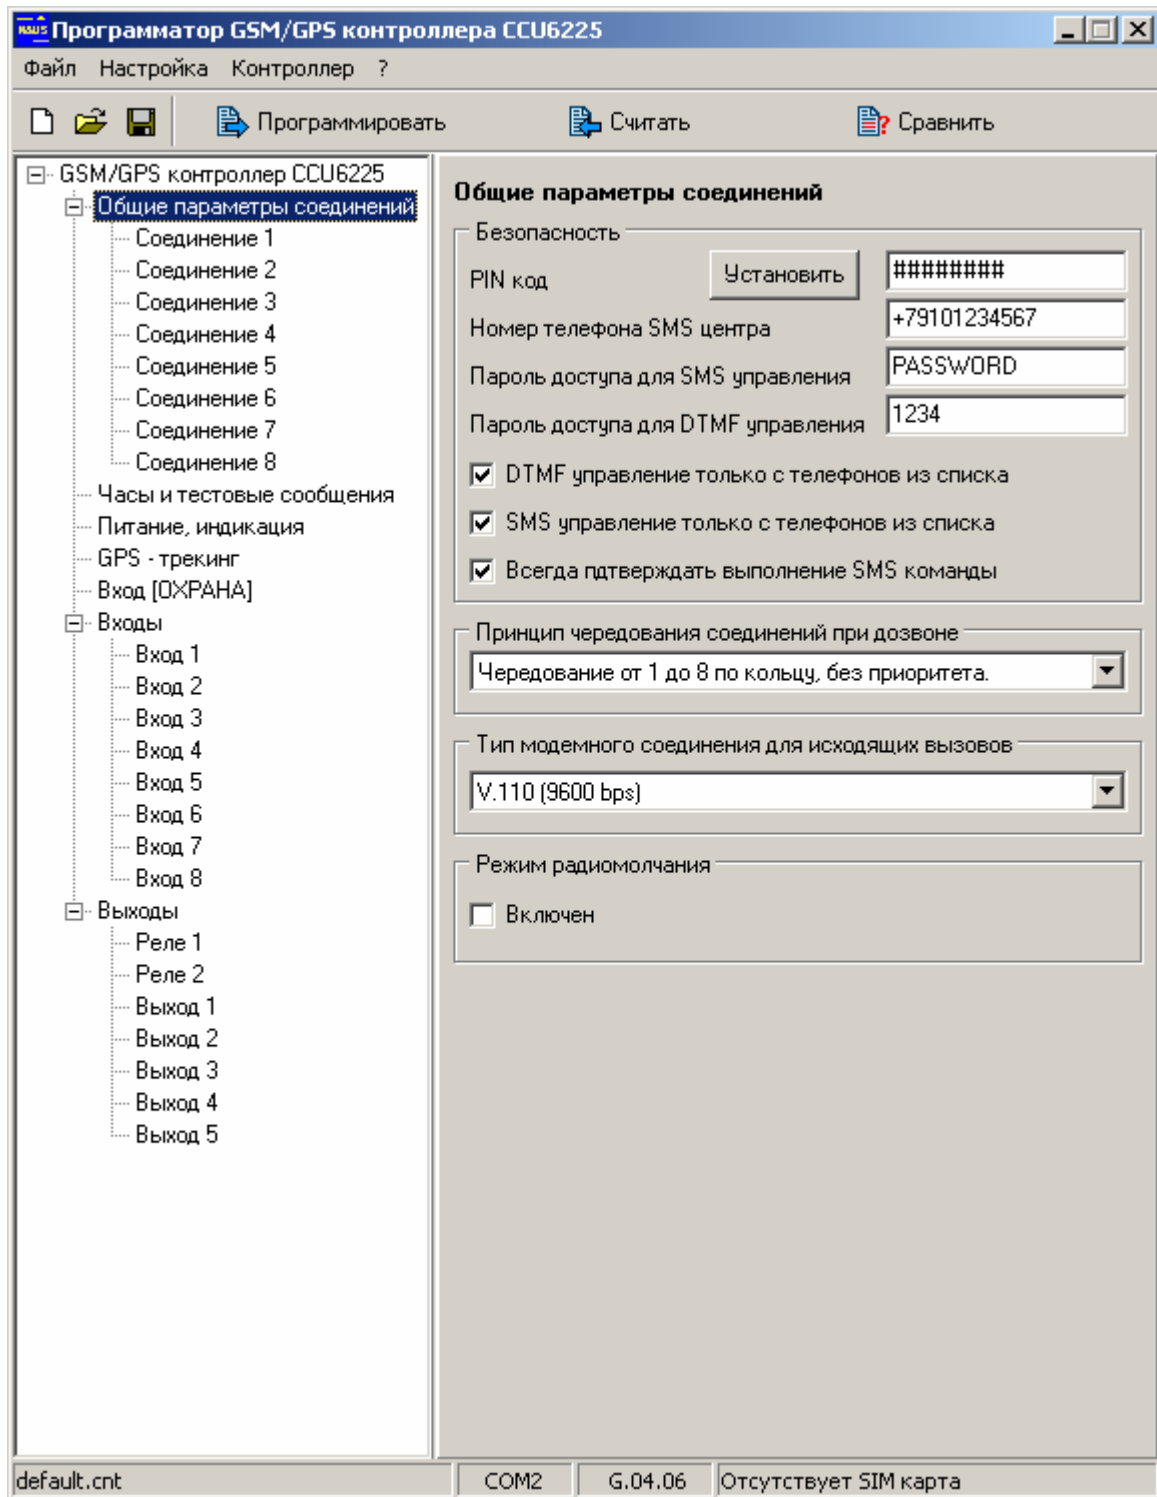 Программатор GSM/GPS контроллера CCU6225
Файл Настройка Контроллер ?
Программировать Считать Сравнить
GSM/GPS контроллер CCU6225
Общие параметры соединений
Соединение 1
Соединение 2
Соединение 3
Соединение 4
Соединение 5
Соединение 6
Соединение 7
Соединение 8
Часы и тестовые сообщения
Питание, индикация
GPS - трекинг
Вход [ОХРАНА]
Входы
Вход 1
Вход 2
Вход 3
Вход 4
Вход 5
Вход 6
Вход 7
Вход 8
Выходы
Реле 1
Реле 2
Выход 1
Выход 2
Выход 3
Выход 4
Выход 5
Общие параметры соединений
Безопасность
PIN код Установить ########
Номер телефона SMS центра +79101234567
Пароль доступа для SMS управления PASSWORD
Пароль доступа для DTMF управления 1234
DTMF управление только с телефонов из списка
SMS управление только с телефонов из списка
Всегда пдтверждать выполнение SMS команды
Принцип чередования соединений при дозвоне
Чередование от 1 до 8 по кольцу, без приоритета.
Тип модемного соединения для исходящих вызовов
V.110 (9600 bps)
Режим радиомолчания
Включен
default.cnt COM2 G.04.06 Отсутствует SIM карта